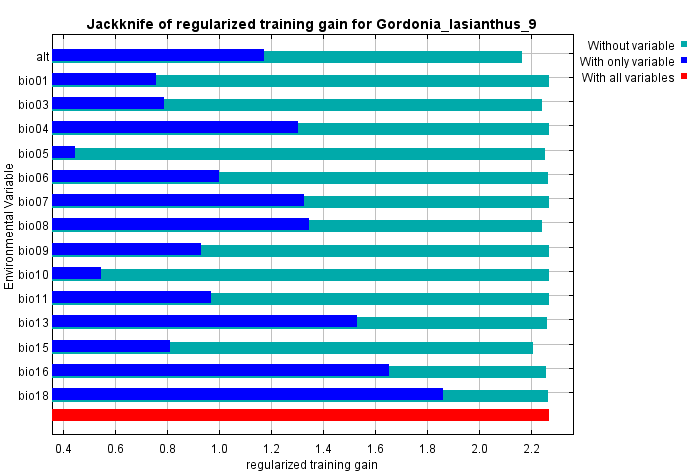 Jackknife of regularized training gain for Gordonia_lasianthus_9
Without variable
With only variable
With all variables
Environmental Variable
alt
bio01
bio03
bio04
bio05
bio06
bio07
bio08
bio09
bio10
bio11
bio13
bio15
bio16
bio18
0.4 0.6 0.8 1.0 1.2 1.4 1.6 1.8 2.0 2.2
regularized training gain